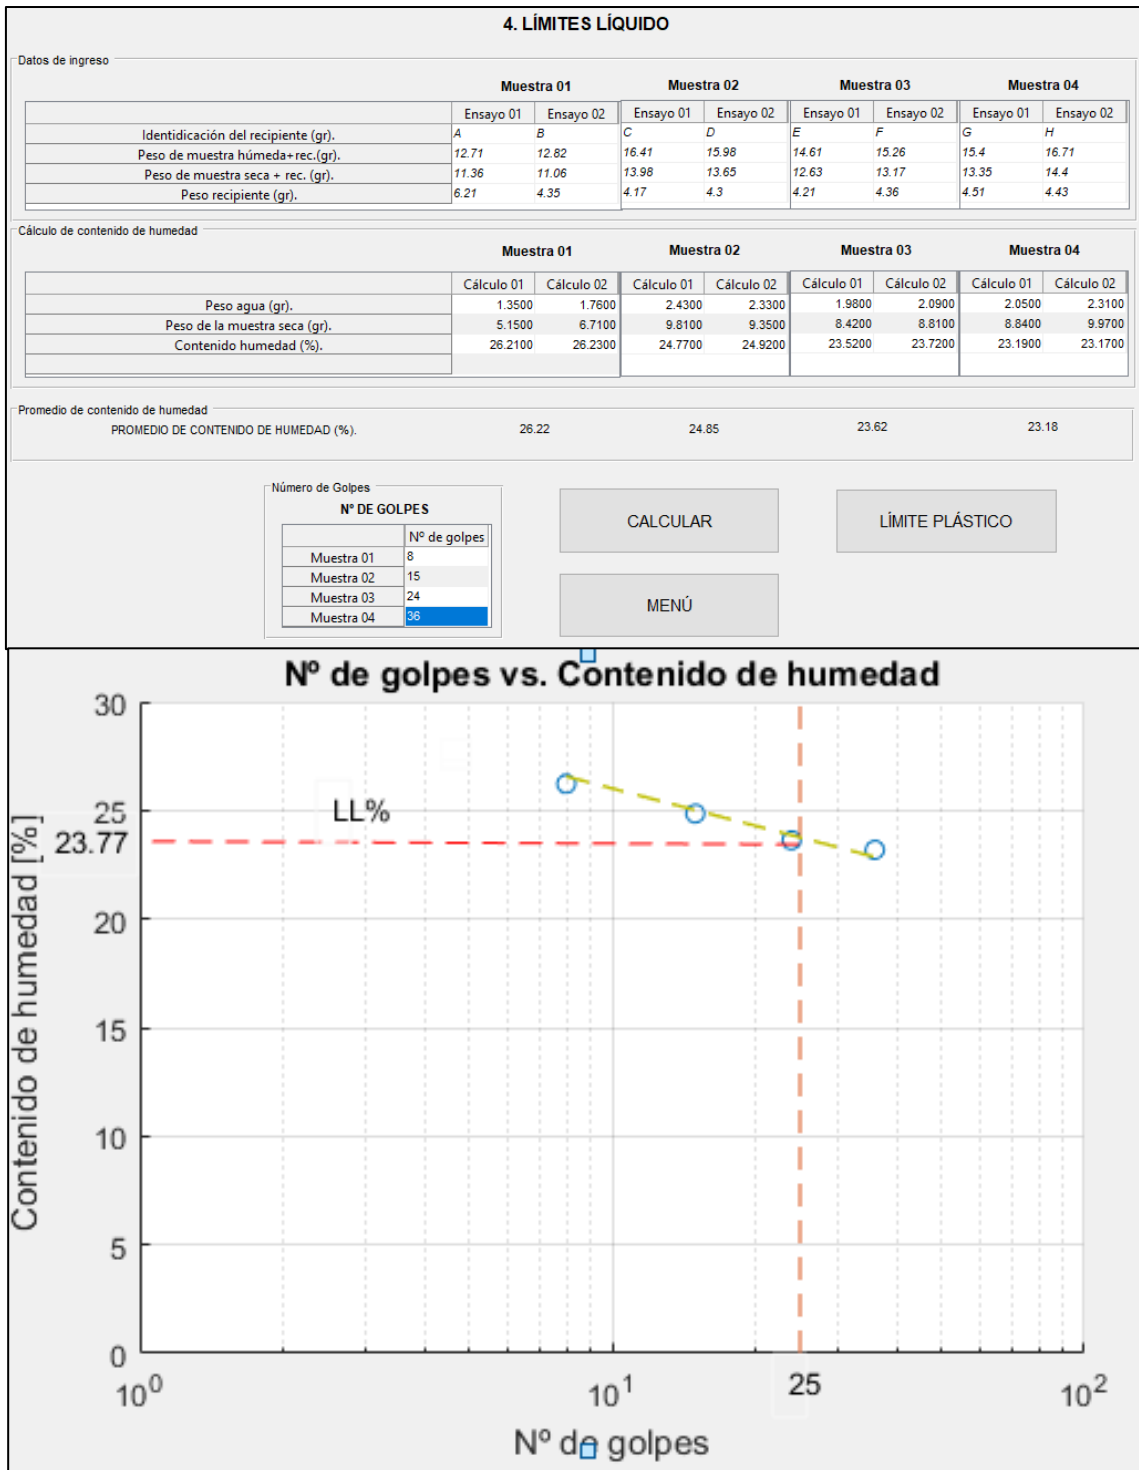 4. LÍMITES LÍQUIDO
Datos de ingreso
Muestra 01 Muestra 02 Muestra 03 Muestra 04
Ensayo 01 Ensayo 02 Ensayo 01 Ensayo 02 Ensayo 01 Ensayo 02 Ensayo 01 Ensayo 02
Identidicación del recipiente (gr). A B C D E F G H
Peso de muestra húmeda+rec.(gr). 12.71 12.82 16.41 15.98 14.61 15.26 15.4 16.71
Peso de muestra seca + rec. (gr). 11.36 11.06 13.98 13.65 12.63 13.17 13.35 14.4
Peso recipiente (gr). 6.21 4.35 4.17 4.3 4.21 4.36 4.51 4.43
Cálculo de contenido de humedad
Muestra 01 Muestra 02 Muestra 03 Muestra 04
Cálculo 01 Cálculo 02 Cálculo 01 Cálculo 02 Cálculo 01 Cálculo 02 Cálculo 01 Cálculo 02
Peso agua (gr). 1.3500 1.7600 2.4300 2.3300 1.9800 2.0900 2.0500 2.3100
Peso de la muestra seca (gr). 5.1500 6.7100 9.8100 9.3500 8.4200 8.8100 8.8400 9.9700
Contenido humedad (%). 26.2100 26.2300 24.7700 24.9200 23.5200 23.7200 23.1900 23.1700
Promedio de contenido de humedad
PROMEDIO DE CONTENIDO DE HUMEDAD (%). 26.22 24.85 23.62 23.18
Número de Golpes
Nº DE GOLPES
Nº de golpes
Muestra 01 8
Muestra 02 15
Muestra 03 24
Muestra 04 36
CALCULAR
LÍMITE PLÁSTICO
MENÚ
Nº de golpes vs. Contenido de humedad
Contenido de humedad [%]
30
25
23.77
20
15
10
5
0
LL%
10⁰ 10¹ 25 10²
Nº de golpes